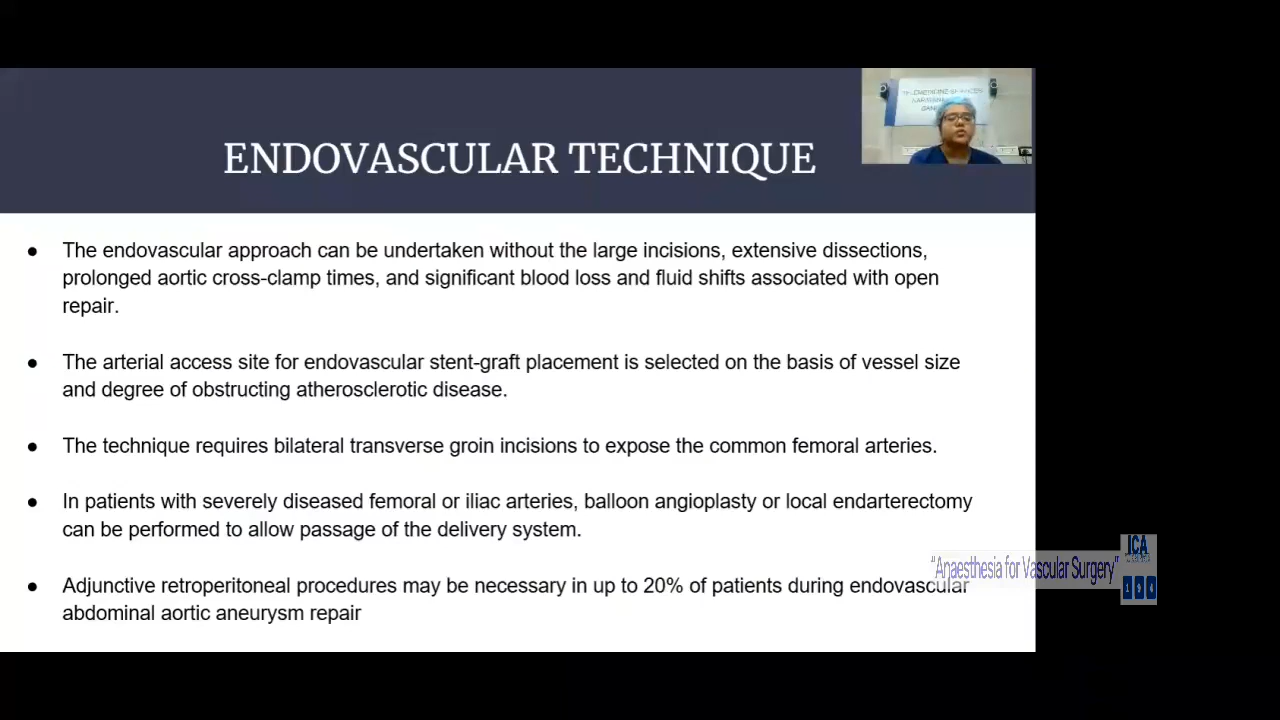 ENDOVASCULAR TECHNIQUE
● The endovascular approach can be undertaken without the large incisions, extensive dissections,
prolonged aortic cross-clamp times, and significant blood loss and fluid shifts associated with open
repair.
● The arterial access site for endovascular stent-graft placement is selected on the basis of vessel size
and degree of obstructing atherosclerotic disease.
● The technique requires bilateral transverse groin incisions to expose the common femoral arteries.
● In patients with severely diseased femoral or iliac arteries, balloon angioplasty or local endarterectomy
can be performed to allow passage of the delivery system.
● Adjunctive retroperitoneal procedures may be necessary in up to 20% of patients during endovascular
abdominal aortic aneurysm repair
"Anaesthesia for Vascular Surgery"
ICA